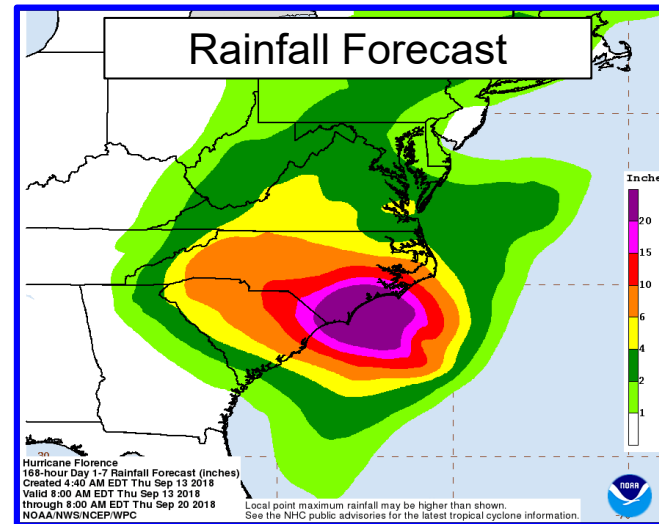 Rainfall Forecast
Inche
20
15
10
6
4
2
1
30
Hurricane Florence
168-hour Day 1-7 Rainfall Forecast (inches)
Created 4:40 AM EDT Thu Sep 13 2018
Valid 8:00 AM EDT Thu Sep 13 2018
through 8:00 AM EDT Thu Sep 20 2018
NOAA/NWS/NCEP/WPC
Local point maximum rainfall may be higher than shown.
See the NHC public advisories for the latest tropical cyclone information.
NOAA